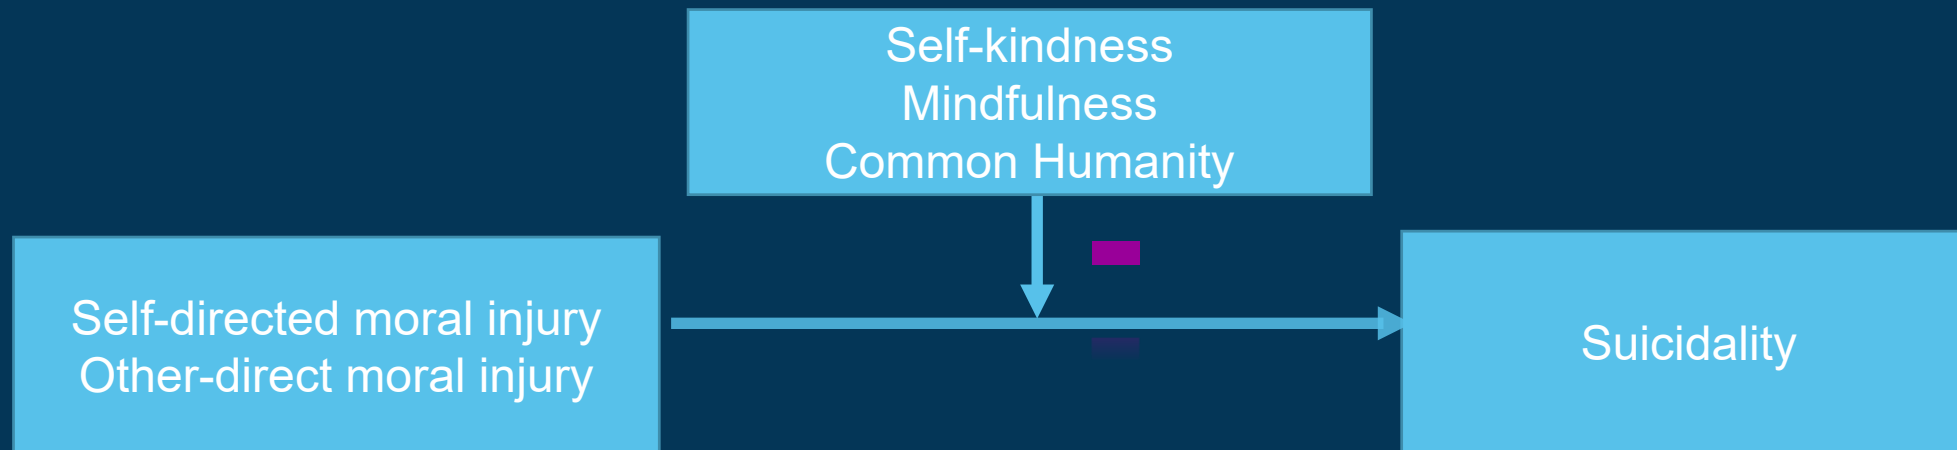 Self-kindness
Mindfulness
Common Humanity
Self-directed moral injury
Other-direct moral injury
Suicidality